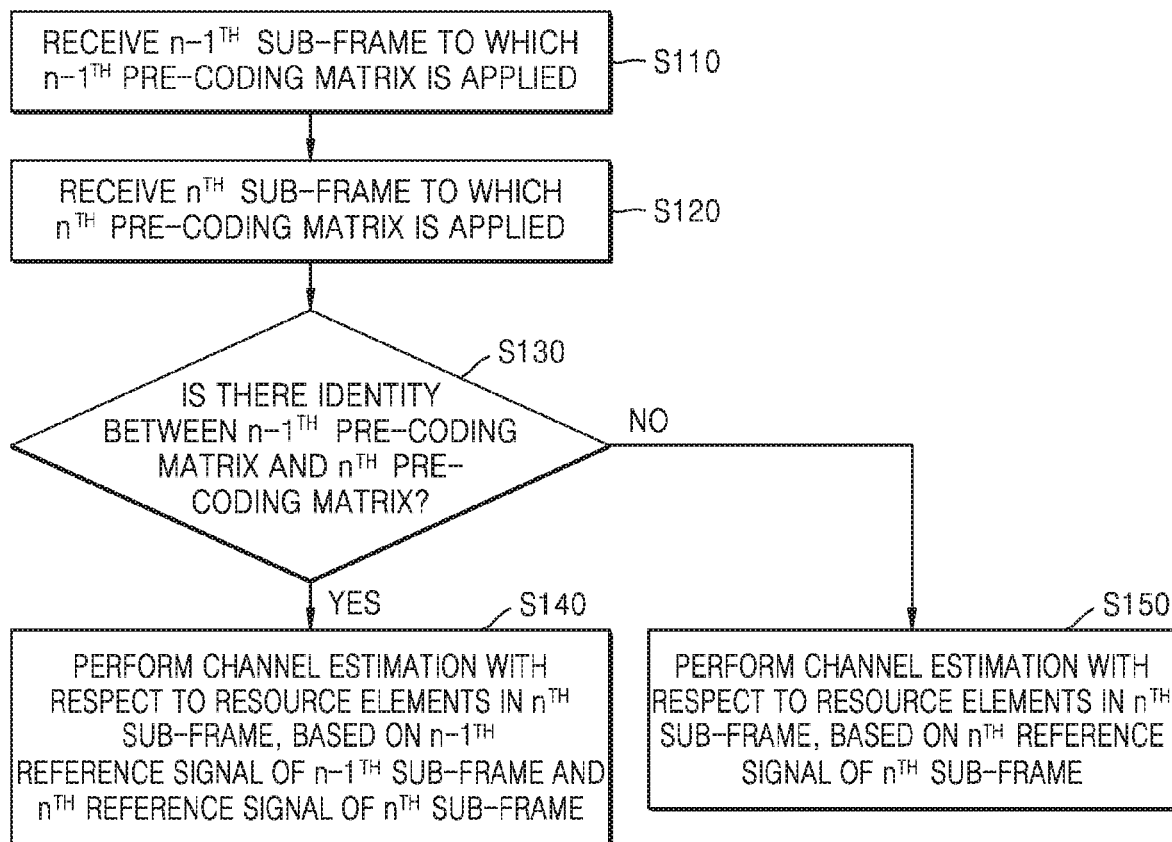 RECEIVE n-1ᵀᴴ SUB-FRAME TO WHICH
n-1ᵀᴴ PRE-CODING MATRIX IS APPLIED
S110
RECEIVE nᵀᴴ SUB-FRAME TO WHICH
nᵀᴴ PRE-CODING MATRIX IS APPLIED
S120
S130
IS THERE IDENTITY
BETWEEN n-1ᵀᴴ PRE-CODING
MATRIX AND nᵀᴴ PRE-
CODING MATRIX?
NO
YES
S140
PERFORM CHANNEL ESTIMATION WITH
RESPECT TO RESOURCE ELEMENTS IN nᵀᴴ
SUB-FRAME, BASED ON n-1ᵀᴴ
REFERENCE SIGNAL OF n-1ᵀᴴ SUB-FRAME AND
nᵀᴴ REFERENCE SIGNAL OF nᵀᴴ SUB-FRAME
S150
PERFORM CHANNEL ESTIMATION WITH
RESPECT TO RESOURCE ELEMENTS IN nᵀᴴ
SUB-FRAME, BASED ON nᵀᴴ REFERENCE
SIGNAL OF nᵀᴴ SUB-FRAME